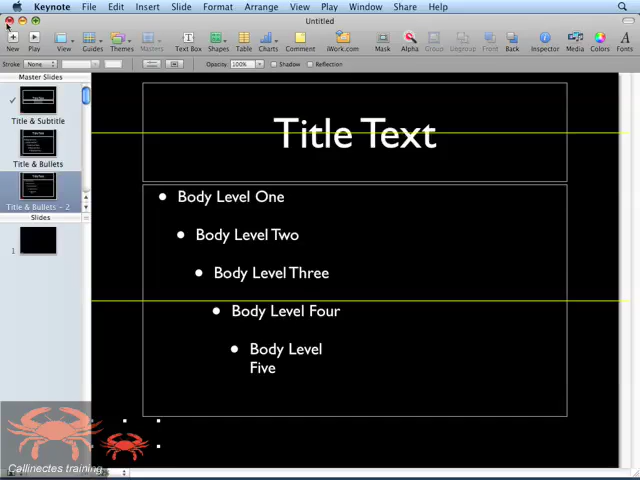 Keynote File Edit Insert Slide Format Arrange View Play Window Share Help
Untitled
New Play View Guides Themes Masters Text Box Shapes Table Charts Comment iWork.com Mask Alpha Group Ungroup Front Back Inspector Media Colors Fonts
Stroke: None Opacity: 100% Shadow Reflection
Master Slides
Title & Subtitle
Title & Bullets
Title & Bullets - 2
Slides
1
Title Text
Body Level One
Body Level Two
Body Level Three
Body Level Four
Body Level
Five
Callinectes training